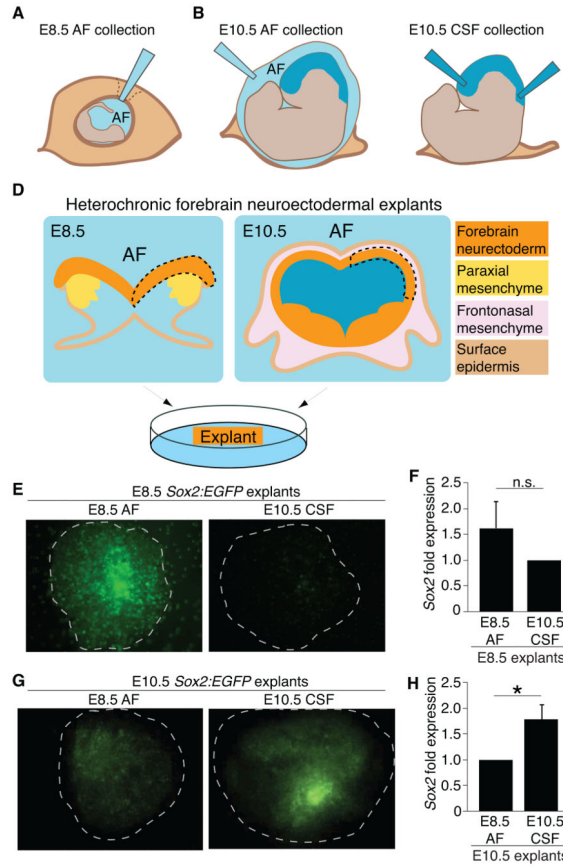 A
E8.5 AF collection
AF
B
E10.5 AF collection
AF
E10.5 CSF collection
D
Heterochronic forebrain neuroectodermal explants
E8.5
AF
E10.5
AF
Forebrain
neurectoderm
Paraxial
mesenchyme
Frontonasal
mesenchyme
Surface
epidermis
Explant
E
E8.5 Sox2:EGFP explants
E8.5 AF
E10.5 CSF
F
Sox2 fold expression
2.5
2.0
1.5
1.0
0.5
0
n.s.
E8.5
AF
E10.5
CSF
E8.5 explants
G
E10.5 Sox2:EGFP explants
E8.5 AF
E10.5 CSF
H
Sox2 fold expression
2.5
2.0
1.5
1.0
0.5
0
*
E8.5
AF
E10.5
CSF
E10.5 explants